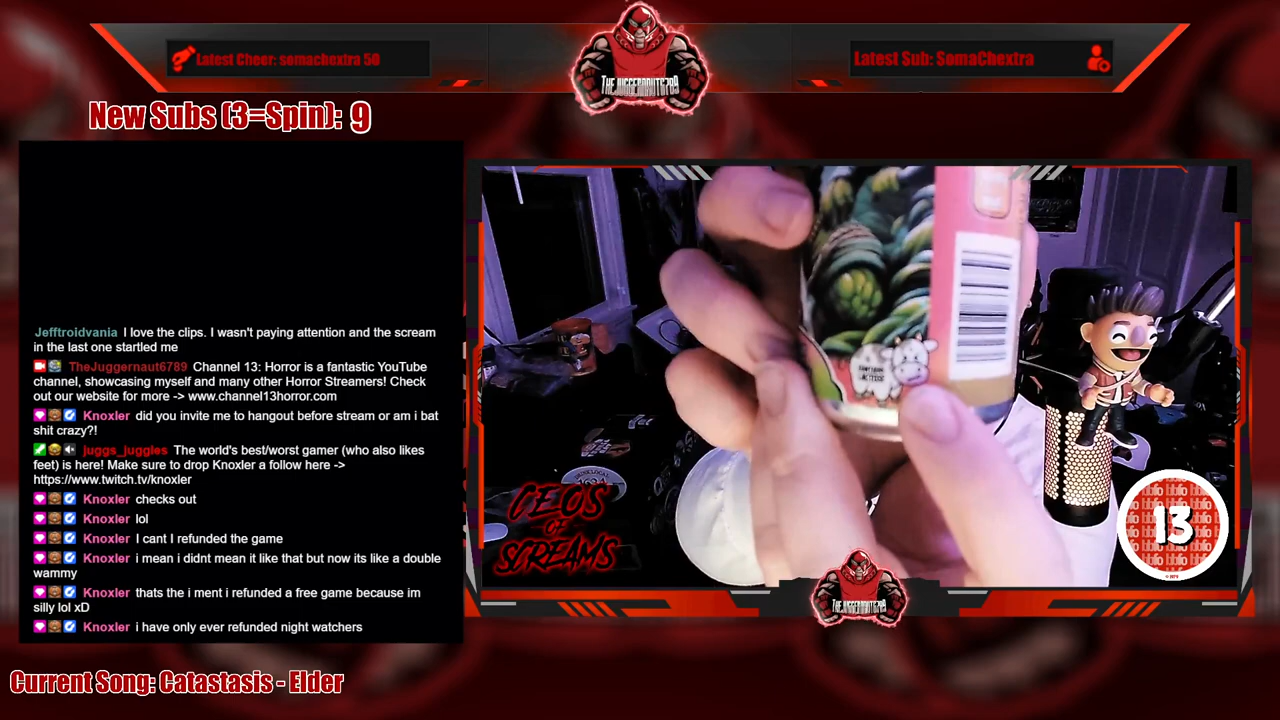 Latest Cheer: somachextra 50
THEJUGGERNAUT6789
Latest Sub: SomaChextra
New Subs (3=Spin): 9
Jefftroidvania I love the clips. I wasn't paying attention and the scream
in the last one startled me
TheJuggernaut6789 Channel 13: Horror is a fantastic YouTube
channel, showcasing myself and many other Horror Streamers! Check
out our website for more -> www.channel13horror.com
Knoxler did you invite me to hangout before stream or am i bat
shit crazy?!
juggs_juggles The world's best/worst gamer (who also likes
feet) is here! Make sure to drop Knoxler a follow here ->
https://www.twitch.tv/knoxler
Knoxler checks out
Knoxler lol
Knoxler I cant I refunded the game
Knoxler i mean i didnt mean it like that but now its like a double
wammy
Knoxler thats the i ment i refunded a free game because im
silly lol xD
Knoxler i have only ever refunded night watchers
CEOS
OF
SCREAMS
13
THEJUGGERNAUT6789
Current Song: Catastasis - Elder